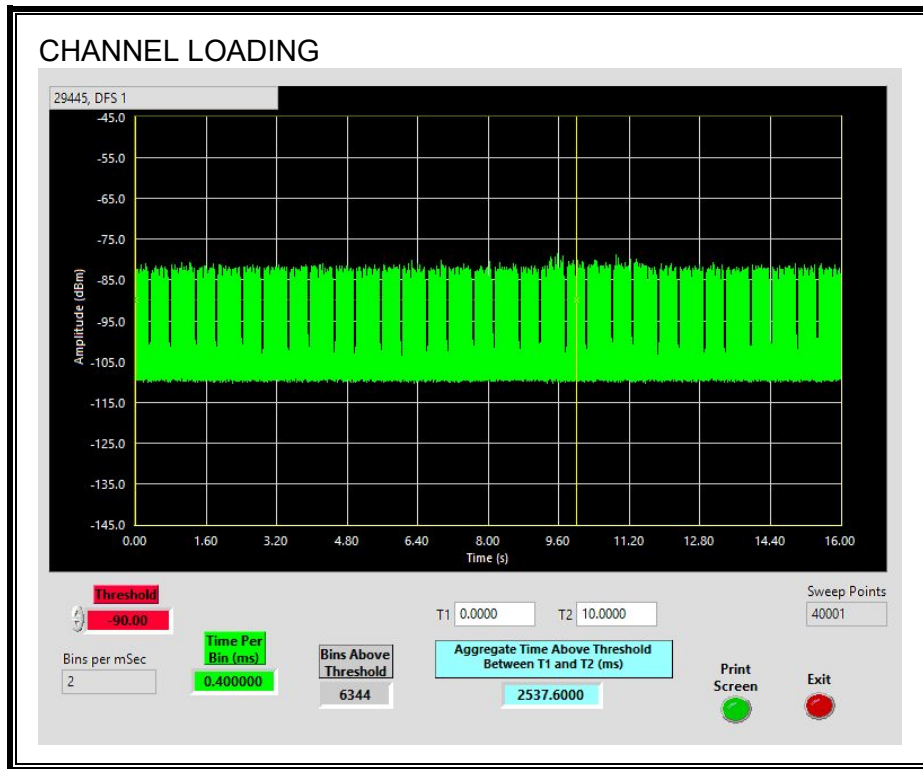 CHANNEL LOADING
29445, DFS 1
-45.0
-55.0
-65.0
-75.0
-85.0
-95.0
-105.0
-115.0
-125.0
-135.0
-145.0
Amplitude (dBm)
0.00 1.60 3.20 4.80 6.40 8.00 9.60 11.20 12.80 14.40 16.00
Time (s)
Threshold
-90.00
Bins per mSec
2
Time Per
Bin (ms)
0.400000
Bins Above
Threshold
6344
T1 0.0000 T2 10.0000
Aggregate Time Above Threshold
Between T1 and T2 (ms)
2537.6000
Sweep Points
40001
Print
Screen
Exit